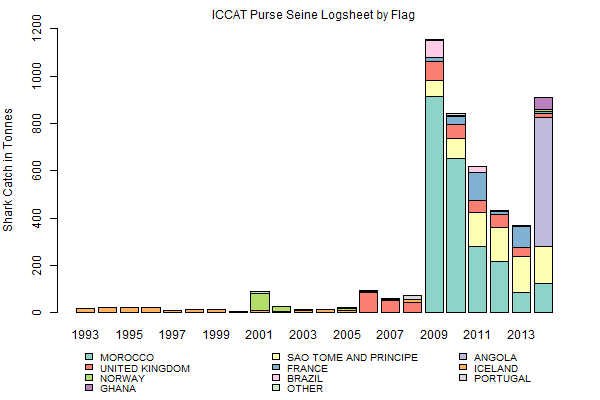 ICCAT Purse Seine Logsheet by Flag
Shark Catch in Tonnes
1200
1000
800
600
400
200
0
1993 1995 1997 1999 2001 2003 2005 2007 2009 2011 2013
MOROCCO SAO TOME AND PRINCIPE ANGOLA
UNITED KINGDOM FRANCE ICELAND
NORWAY BRAZIL PORTUGAL
GHANA OTHER